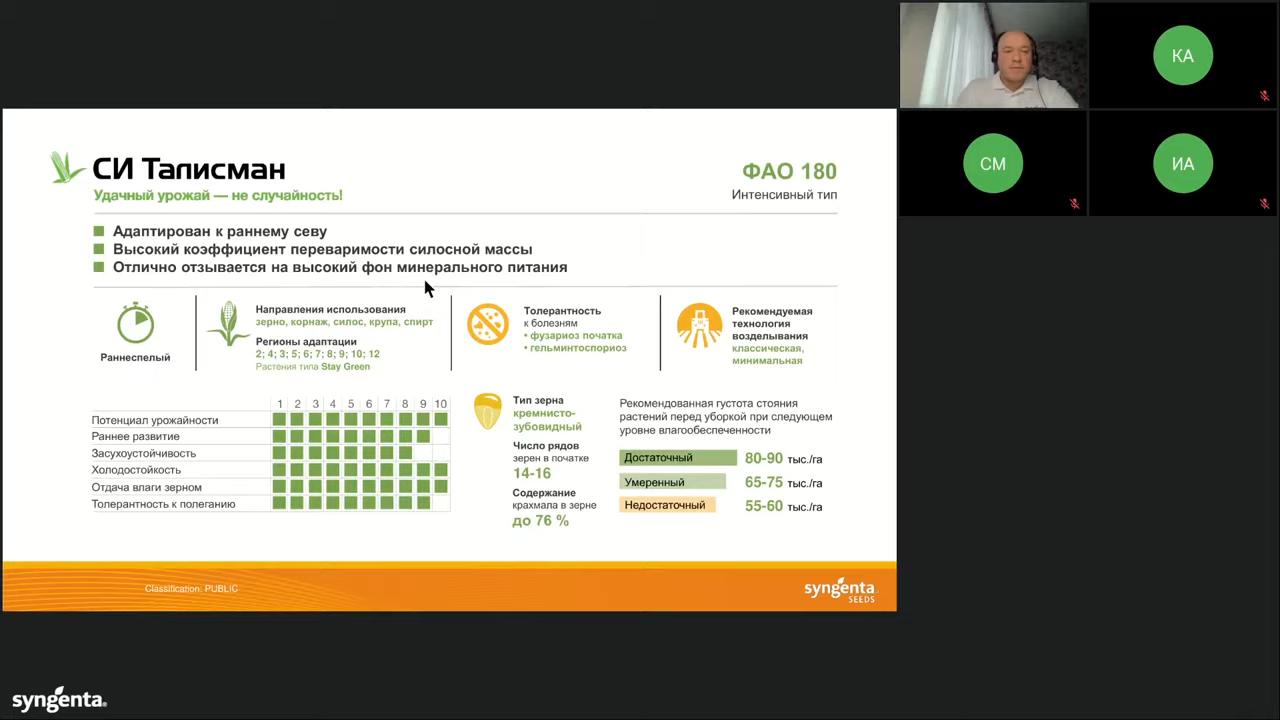 СИ Талисман
Удачный урожай — не случайность!
ФАО 180
Интенсивный тип
Адаптирован к раннему севу
Высокий коэффициент переваримости силосной массы
Отлично отзывается на высокий фон минерального питания
Раннеспелый
Направления использования
зерно, корнаж, силос, крупа, спирт
Регионы адаптации
2; 4; 3; 5; 6; 7; 8; 9; 10; 12
Растения типа Stay Green
Толерантность
к болезням
• фузариоз початка
• гельминтоспориоз
Рекомендуемая
технология
возделывания
классическая,
минимальная
1 2 3 4 5 6 7 8 9 10
Потенциал урожайности
Раннее развитие
Засухоустойчивость
Холодостойкость
Отдача влаги зерном
Толерантность к полеганию
Тип зерна
кремнисто-
зубовидный
Число рядов
зерен в початке
14-16
Содержание
крахмала в зерне
до 76 %
Рекомендованная густота стояния
растений перед уборкой при следующем
уровне влагообеспеченности
Достаточный 80-90 тыс./га
Умеренный 65-75 тыс./га
Недостаточный 55-60 тыс./га
Classification: PUBLIC
syngenta
SEEDS
КА
СМ
ИА
syngenta